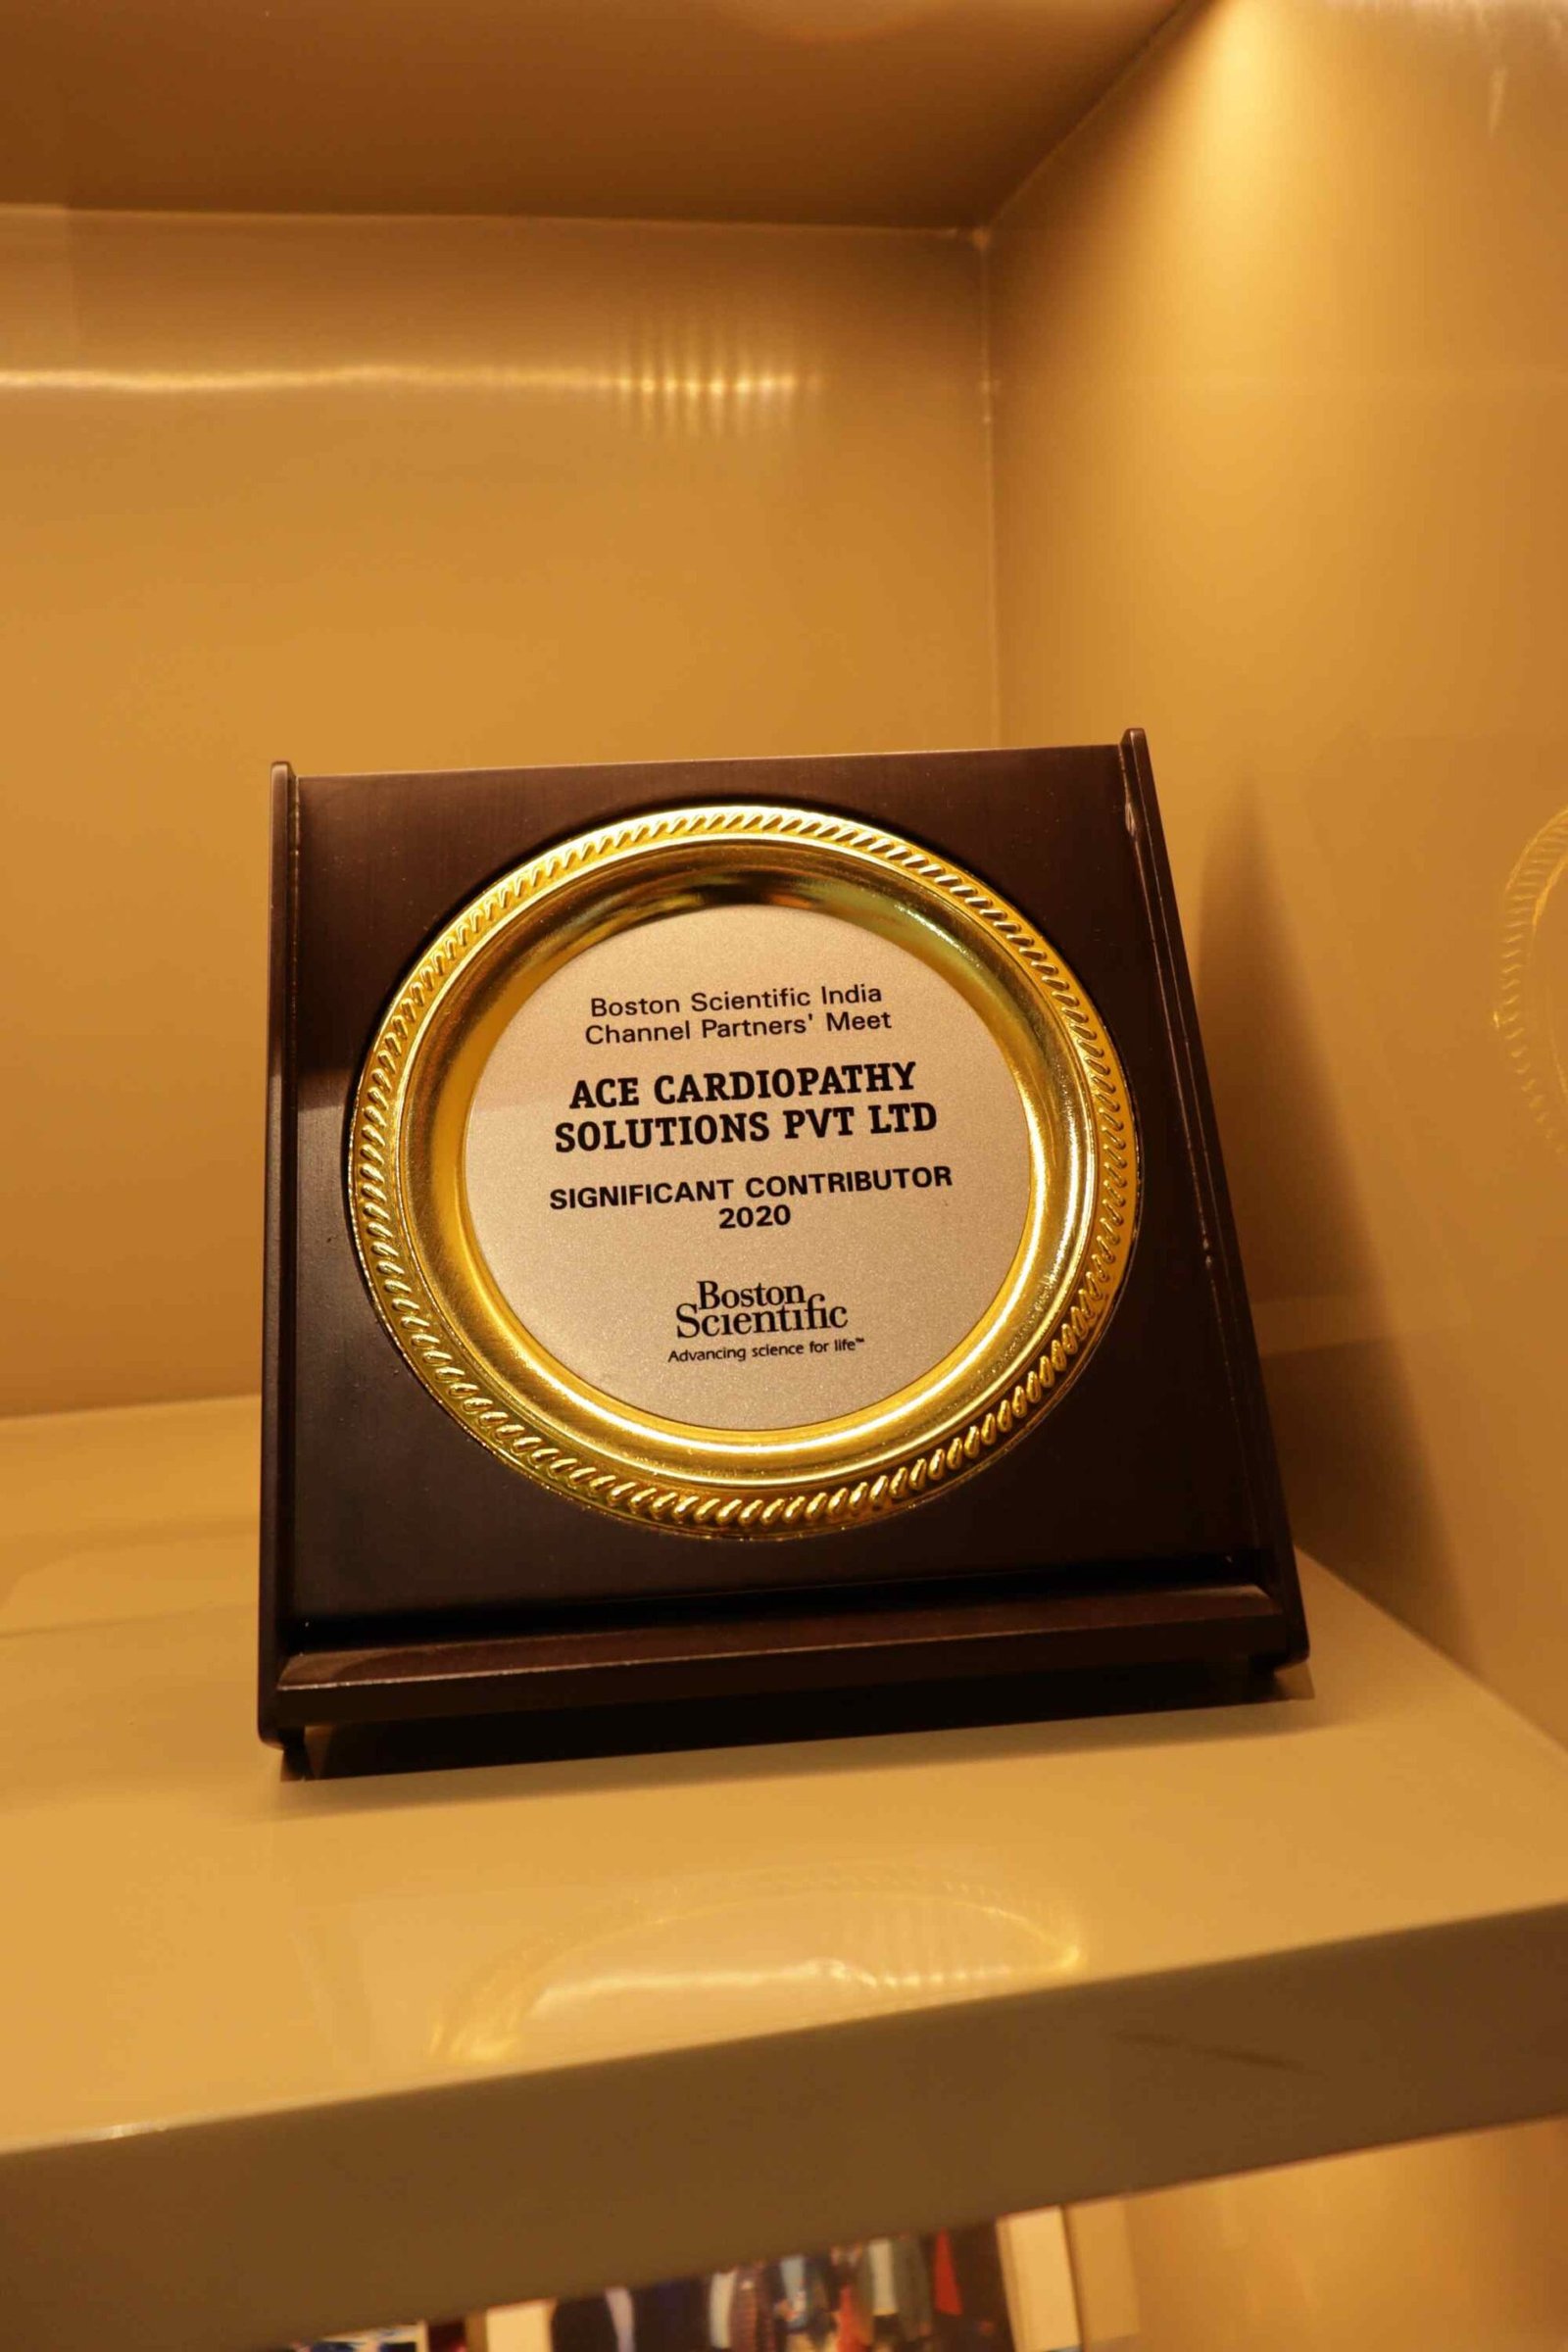 Boston Scientific India
Channel Partners' Meet
ACE CARDIOPATHY
SOLUTIONS PVT LTD
SIGNIFICANT CONTRIBUTOR
2020
Boston
Scientific
Advancing science for life™